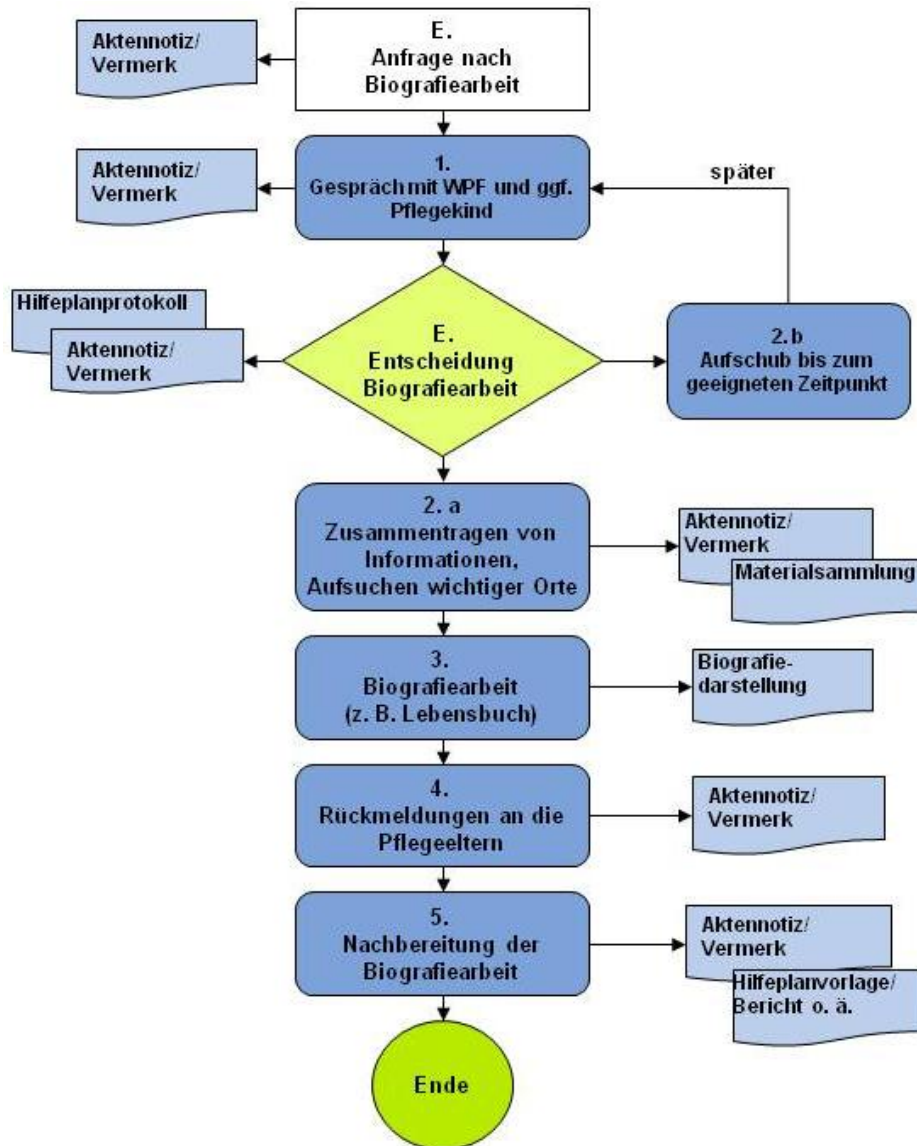 Aktennotiz/
Vermerk
E.
Anfrage nach
Biografiearbeit
Aktennotiz/
Vermerk
1.
Gespräch mit WPF und ggf.
Pflegekind
später
Hilfeplanprotokoll
Aktennotiz/
Vermerk
E.
Entscheidung
Biografiearbeit
2.b
Aufschub bis zum
geeigneten Zeitpunkt
2. a
Zusammentragen von
Informationen,
Aufsuchen wichtiger Orte
Aktennotiz/
Vermerk
Materialsammlung
3.
Biografiearbeit
(z. B. Lebensbuch)
Biografie-
darstellung
4.
Rückmeldungen an die
Pflegeeltern
Aktennotiz/
Vermerk
5.
Nachbereitung der
Biografiearbeit
Aktennotiz/
Vermerk
Hilfeplanvorlage/
Bericht o. ä.
Ende